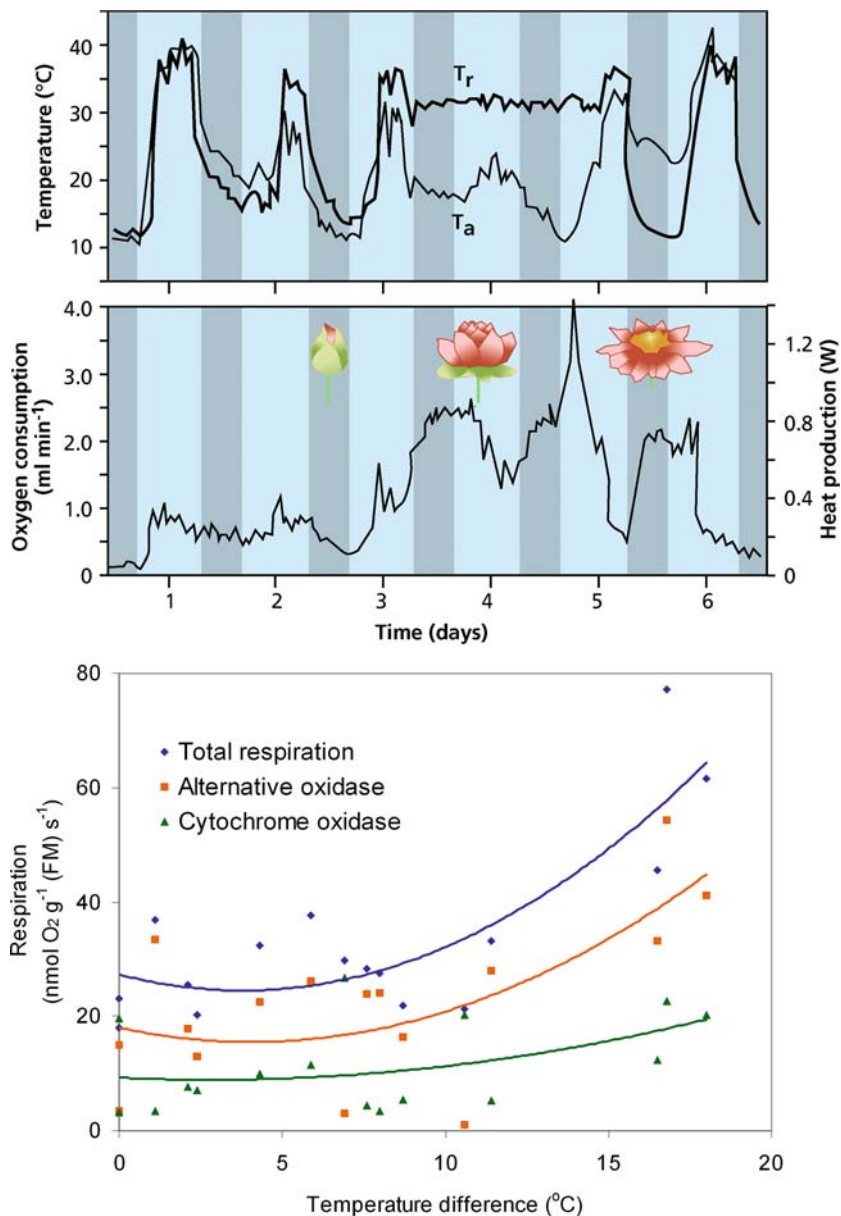 Temperature (°C)
40
30
20
10
Tr
Ta
Oxygen consumption
(ml min-1)
4.0
3.0
2.0
1.0
0
Heat production (W)
1.2
0.8
0.4
0
1 2 3 4 5 6
Time (days)
Respiration
(nmol O2 g-1 (FM) s-1)
80
60
40
20
0
Total respiration
Alternative oxidase
Cytochrome oxidase
0 5 10 15 20
Temperature difference (oC)